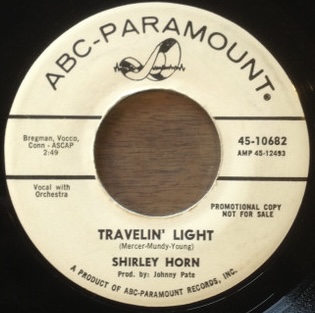 ABC-PARAMOUNT®
Bregman, Vocco,
Conn - ASCAP
2:49
45-10682
AMP 45-12493
Vocal with
Orchestra
PROMOTIONAL COPY
NOT FOR SALE
TRAVELIN' LIGHT
(Mercer-Mundy-Young)
SHIRLEY HORN
Prod. by: Johnny Pate
A PRODUCT OF ABC-PARAMOUNT RECORDS, INC.